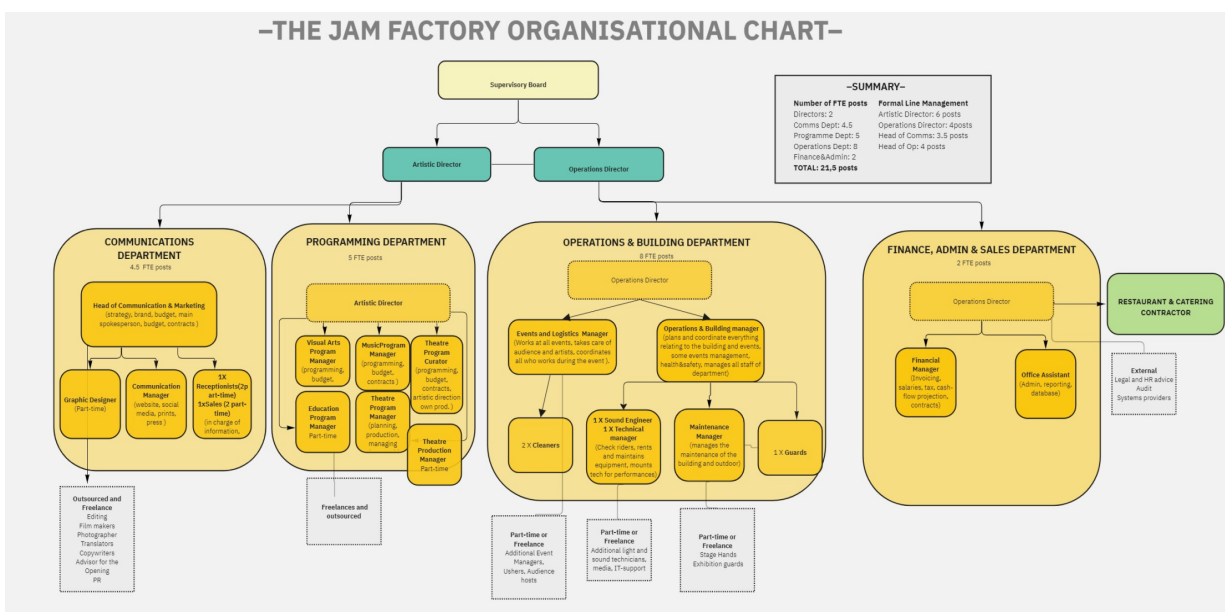 –THE JAM FACTORY ORGANISATIONAL CHART–
Supervisory Board
–SUMMARY–
Number of FTE posts
Directors: 2
Comms Dept: 4.5
Programme Dept: 5
Operations Dept: 8
Finance&Admin: 2
TOTAL: 21,5 posts
Formal Line Management
Artistic Director: 6 posts
Operations Director: 4posts
Head of Comms: 3.5 posts
Head of Op: 4 posts
Artistic Director
Operations Director
COMMUNICATIONS
DEPARTMENT
4.5 FTE posts
Head of Communication & Marketing
(strategy, brand, budget, main
spokesperson, budget, contracts )
Graphic Designer
(Part-time)
Communication
Manager
(website, social
media, prints,
press )
1X
Receptionists(2p
art-time)
1xSales (2 part-
time)
(in charge of
information,
Outsourced and
Freelance
Editing
Film makers
Photographer
Translators
Copywriters
Advisor for the
Opening
PR
PROGRAMMING DEPARTMENT
5 FTE posts
Artistic Director
Visual Arts
Program
Manager
(programming,
budget,
MusicProgram
Manager
(programming,
budget,
contracts )
Theatre
Program
Curator
(programming,
budget,
contracts,
artistic direction
own prod. )
Education
Program
Manager
Part-time
Theatre
Program
Manager
(planning,
production,
managing
Theatre
Production
Manager
Part-time
Freelances and
outsourced
OPERATIONS & BUILDING DEPARTMENT
8 FTE posts
Operations Director
Events and Logistics Manager
(Works at all events, takes care of
audience and artists, coordinates
all who works during the event ).
Operations & Building manager
(plans and coordinate everything
relating to the building and events,
some events management,
health&safety, manages all staff of
department)
2 X Cleaners
1 X Sound Engineer
1 X Technical
manager
(Check riders, rents
and maintains
equipment, mounts
tech for performances)
Maintenance
Manager
(manages the
maintenance of the
building and outdoor)
1 X Guards
Part-time or
Freelance
Additional Event
Managers,
Ushers, Audience
hosts
Part-time or
Freelance
Additional light and
sound technicians,
media, IT-support
Part-time or
Freelance
Stage Hands
Exhibition guards
FINANCE, ADMIN & SALES DEPARTMENT
2 FTE posts
Operations Director
Financial
Manager
(Invoicing,
salaries, tax, cash-
flow projection,
contracts)
Office Assistant
(Admin, reporting,
database)
RESTAURANT & CATERING
CONTRACTOR
External
Legal and HR advice
Audit
Systems providers